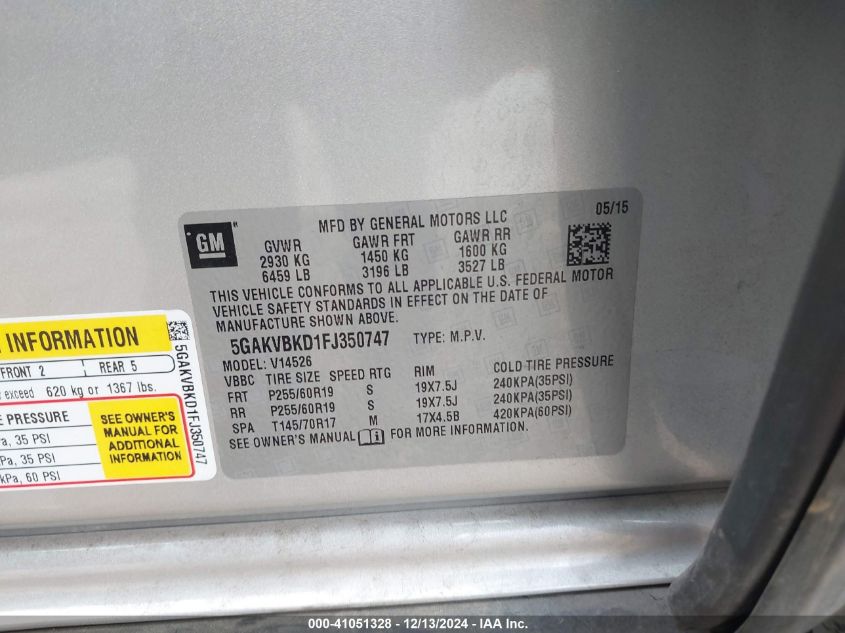 GM®
MFD BY GENERAL MOTORS LLC
05/15
GVWR GAWR FRT GAWR RR
2930 KG 1450 KG 1600 KG
6459 LB 3196 LB 3527 LB
THIS VEHICLE CONFORMS TO ALL APPLICABLE U.S. FEDERAL MOTOR
VEHICLE SAFETY STANDARDS IN EFFECT ON THE DATE OF
MANUFACTURE SHOWN ABOVE.
5GAKVBKD1FJ350747 TYPE: M.P.V.
MODEL: V14526
VBBC TIRE SIZE SPEED RTG RIM COLD TIRE PRESSURE
FRT P255/60R19 S 19X7.5J 240KPA(35PSI)
RR P255/60R19 S 19X7.5J 240KPA(35PSI)
SPA T145/70R17 M 17X4.5B 420KPA(60PSI)
SEE OWNER'S MANUAL FOR MORE INFORMATION.
INFORMATION
FRONT 2 REAR 5
exceed 620 kg or 1367 lbs.
PRESSURE
35 PSI
35 PSI
kPa, 60 PSI
SEE OWNER'S
MANUAL FOR
ADDITIONAL
INFORMATION
5GAKVBKD1FJ350747
000-41051328 - 12/13/2024 - IAA Inc.